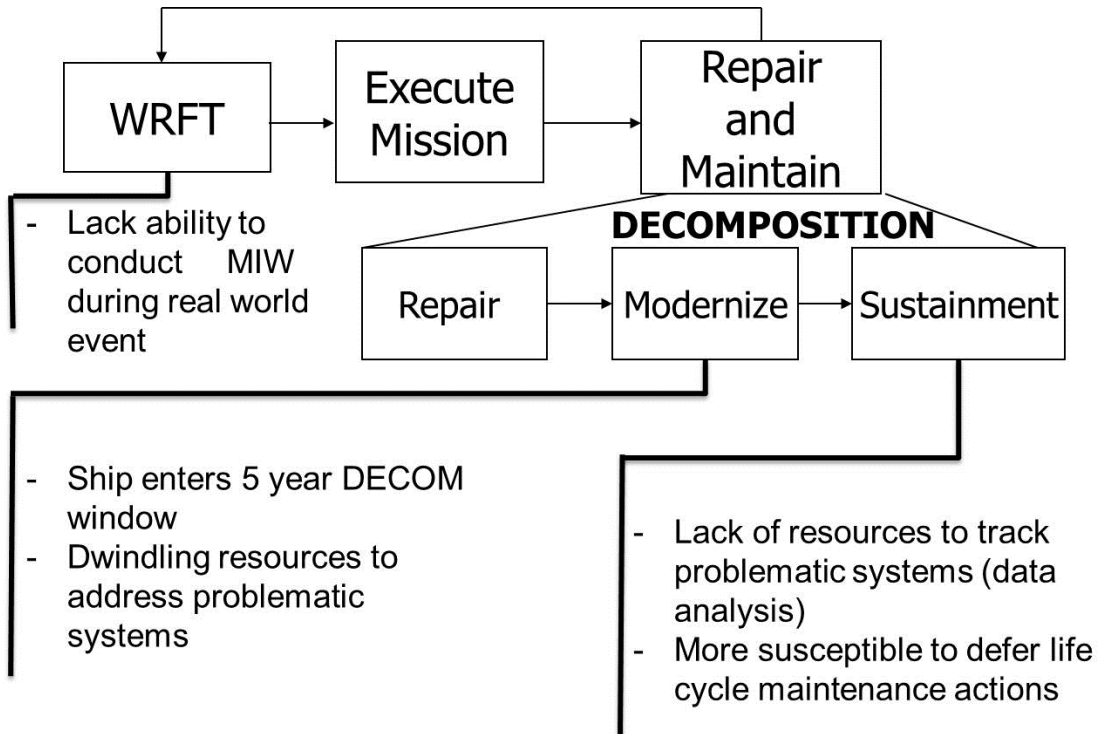 WRFT
Execute
Mission
Repair
and
Maintain
DECOMPOSITION
Repair
Modernize
Sustainment
- Lack ability to
conduct MIW
during real world
event
- Ship enters 5 year DECOM
window
- Dwindling resources to
address problematic
systems
- Lack of resources to track
problematic systems (data
analysis)
- More susceptible to defer life
cycle maintenance actions